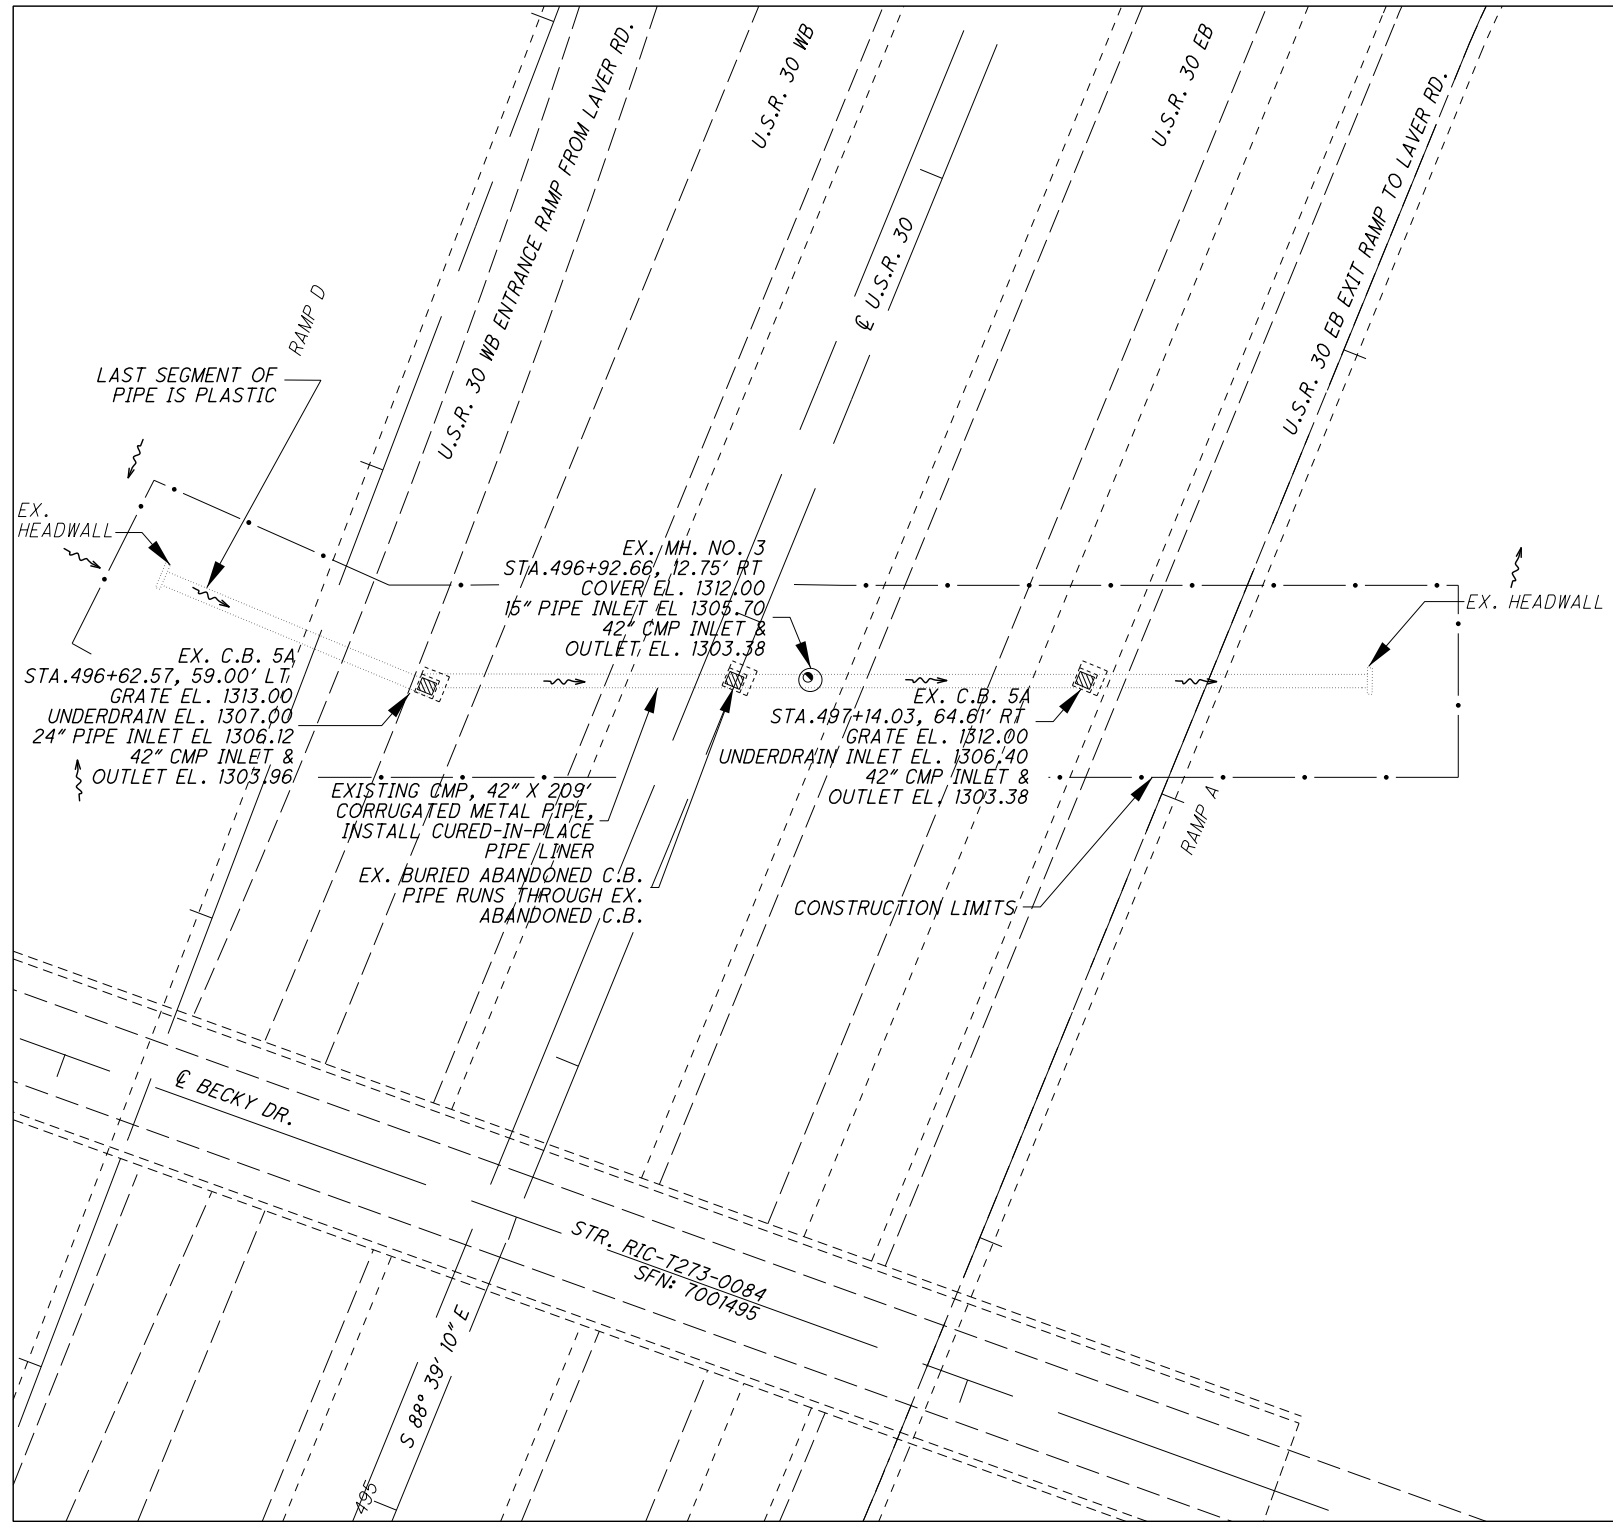 U.S.R. 30 WB ENTRANCE RAMP FROM LAVER RD.
U.S.R. 30 WB
℄ U.S.R. 30
U.S.R. 30 EB
U.S.R. 30 EB EXIT RAMP TO LAVER RD.
RAMP D
LAST SEGMENT OF
PIPE IS PLASTIC
EX.
HEADWALL
EX. MH. NO. 3
STA.496+92.66, 12.75' RT
COVER EL. 1312.00
15" PIPE INLET EL 1305.70
42" CMP INLET &
OUTLET EL. 1303.38
EX. HEADWALL
EX. C.B. 5A
STA.496+62.57, 59.00' LT
GRATE EL. 1313.00
UNDERDRAIN EL. 1307.00
24" PIPE INLET EL 1306.12
42" CMP INLET &
OUTLET EL. 1303.96
EX. C.B. 5A
STA.497+14.03, 64.61' RT
GRATE EL. 1312.00
UNDERDRAIN INLET EL. 1306.40
42" CMP INLET &
OUTLET EL. 1303.38
EXISTING CMP, 42" X 209'
CORRUGATED METAL PIPE,
INSTALL CURED-IN-PLACE
PIPE LINER
EX. BURIED ABANDONED C.B.
PIPE RUNS THROUGH EX.
ABANDONED C.B.
RAMP A
CONSTRUCTION LIMITS
℄ BECKY DR.
STR. RIC-T273-0084
SFN: 7001495
S 88° 39' 10" E
495